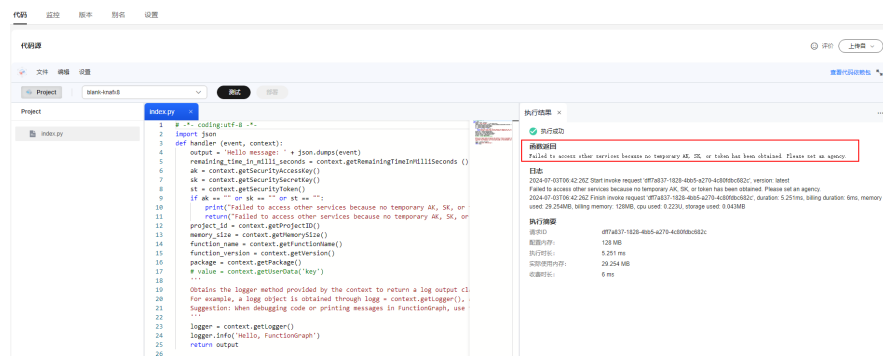 代码 监控 版本 别名 设置
代码源
评价 上传自
文件 编辑 设置
查看代码依赖包
Project blank-knafx8 测试 部署
Project
index.py
index.py ×
1 # -*- coding:utf-8 -*-
2 import json
3 def handler (event, context):
4 output = 'Hello message: ' + json.dumps(event)
5 remaining_time_in_milli_seconds = context.getRemainingTimeInMilliSeconds ()
6 ak = context.getSecurityAccessKey()
7 sk = context.getSecuritySecretKey()
8 st = context.getSecurityToken()
9 if ak == "" or sk == "" or st == "":
10 print("Failed to access other services because no temporary AK, SK, or
11 return("Failed to access other services because no temporary AK, SK, or
12 project_id = context.getProjectID()
13 memory_size = context.getMemorySize()
14 function_name = context.getFunctionName()
15 function_version = context.getVersion()
16 package = context.getPackage()
17 # value = context.getUserData('key')
18 '''
19 Obtains the logger method provided by the context to return a log output cl
20 For example, a logg object is obtained through logg = context.getLogger(),
21 Suggestion: When debugging code or printing messages in FunctionGraph, use
22 '''
23 logger = context.getLogger()
24 logger.info('Hello, FunctionGraph')
25 return output
26
执行结果 × ...
执行成功
函数返回
Failed to access other services because no temporary AK, SK, or token has been obtained. Please set an agency.
日志
2024-07-03T06:42:26Z Start invoke request 'dff7a837-1828-4bb5-a270-4c80fdbc682c', version: latest
Failed to access other services because no temporary AK, SK, or token has been obtained. Please set an agency.
2024-07-03T06:42:26Z Finish invoke request 'dff7a837-1828-4bb5-a270-4c80fdbc682c', duration: 5.251ms, billing duration: 6ms, memory
used: 29.254MB, billing memory: 128MB, cpu used: 0.223U, storage used: 0.043MB
执行摘要
请求ID dff7a837-1828-4bb5-a270-4c80fdbc682c
配置内存: 128 MB
执行时长: 5.251 ms
实际使用内存: 29.254 MB
收费时长: 6 ms